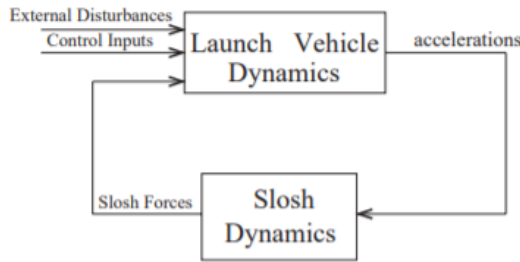 External Disturbances
Control Inputs
Launch Vehicle
Dynamics
accelerations
Slosh Forces
Slosh
Dynamics